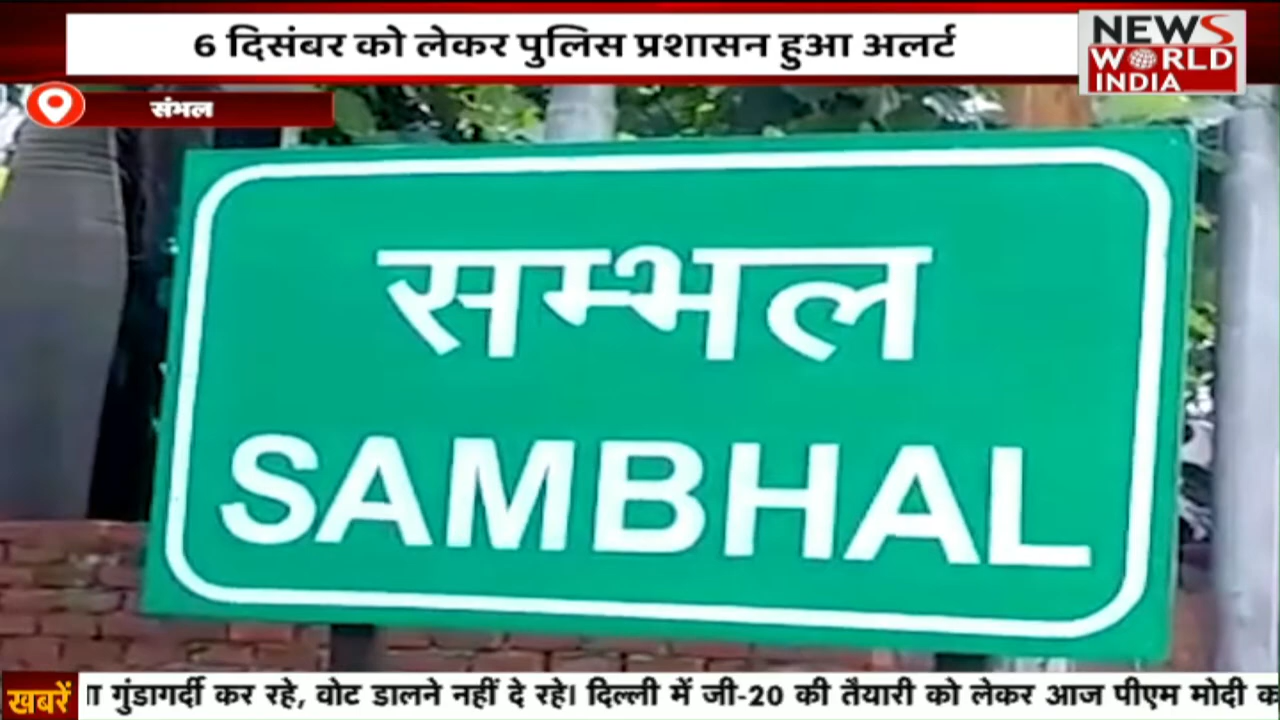 6 दिसंबर को लेकर पुलिस प्रशासन हुआ अलर्ट
NEWS
WORLD
INDIA
संभल
सम्भल
SAMBHAL
खबरें
गुंडागर्दी कर रहे, वोट डालने नहीं दे रहे। दिल्ली में जी-20 की तैयारी को लेकर आज पीएम मोदी